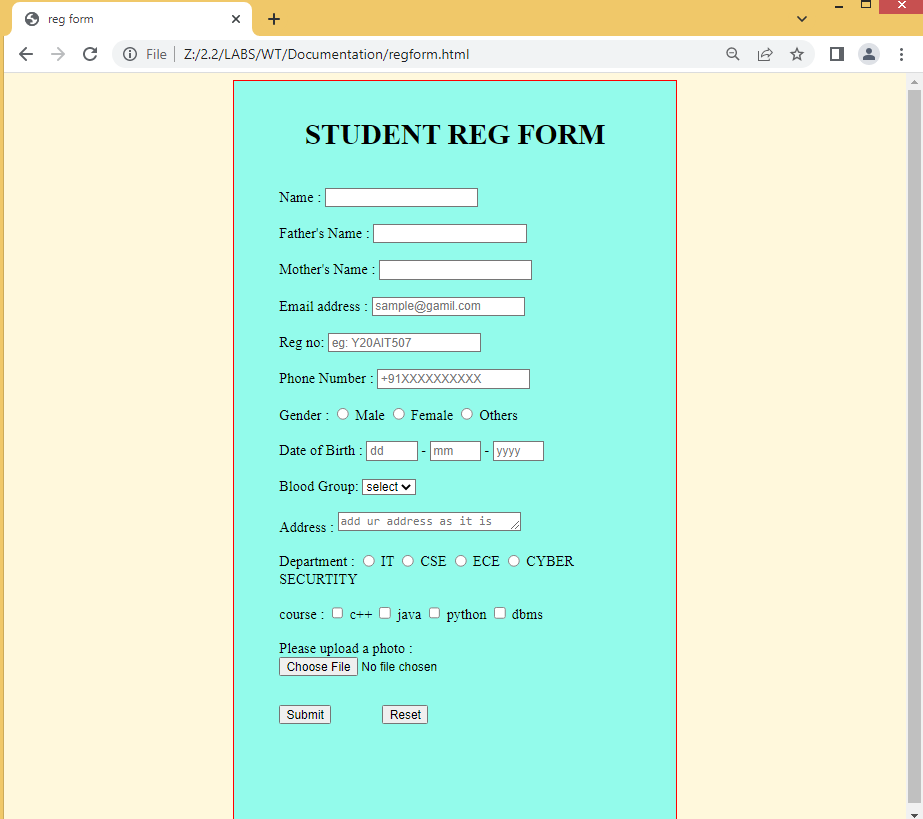 reg form
File Z:/2.2/LABS/WT/Documentation/regform.html
STUDENT REG FORM
Name :
Father's Name :
Mother's Name :
Email address : sample@gamil.com
Reg no: eg: Y20AIT507
Phone Number : +91XXXXXXXXXX
Gender : Male Female Others
Date of Birth : dd - mm - yyyy
Blood Group: select
Address : add ur address as it is
Department : IT CSE ECE CYBER
SECURTITY
course : c++ java python dbms
Please upload a photo :
Choose File No file chosen
Submit Reset